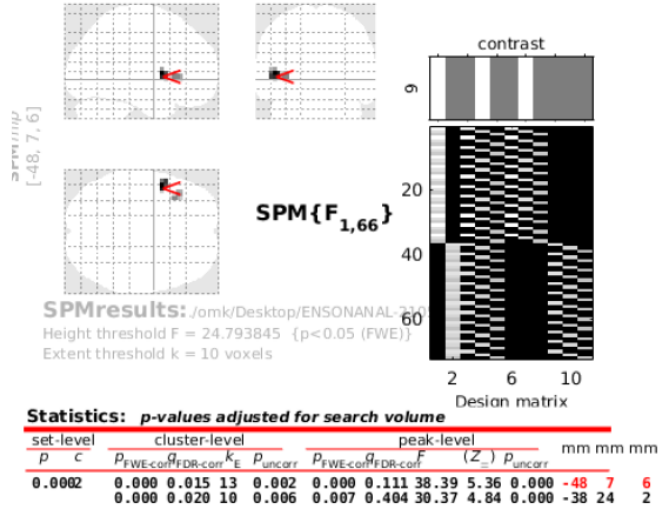 contrast
9
SPMmip
[-48, 7, 6]
20
40
60
SPM{F1,66}
SPMresults: ./omk/Desktop/ENSONANAL-2105
Height threshold F = 24.793845 {p<0.05 (FWE)}
Extent threshold k = 10 voxels
2 6 10
Design matrix
Statistics: p-values adjusted for search volume
set-level cluster-level peak-level mm mm mm
p c pFWE-corr qFDR-corr kE puncorr pFWE-corr qFDR-corr F (Z≡) puncorr
0.000 2 0.000 0.015 13 0.002 0.000 0.111 38.39 5.36 0.000 -48 7 6
0.000 0.020 10 0.006 0.007 0.404 30.37 4.84 0.000 -38 24 2